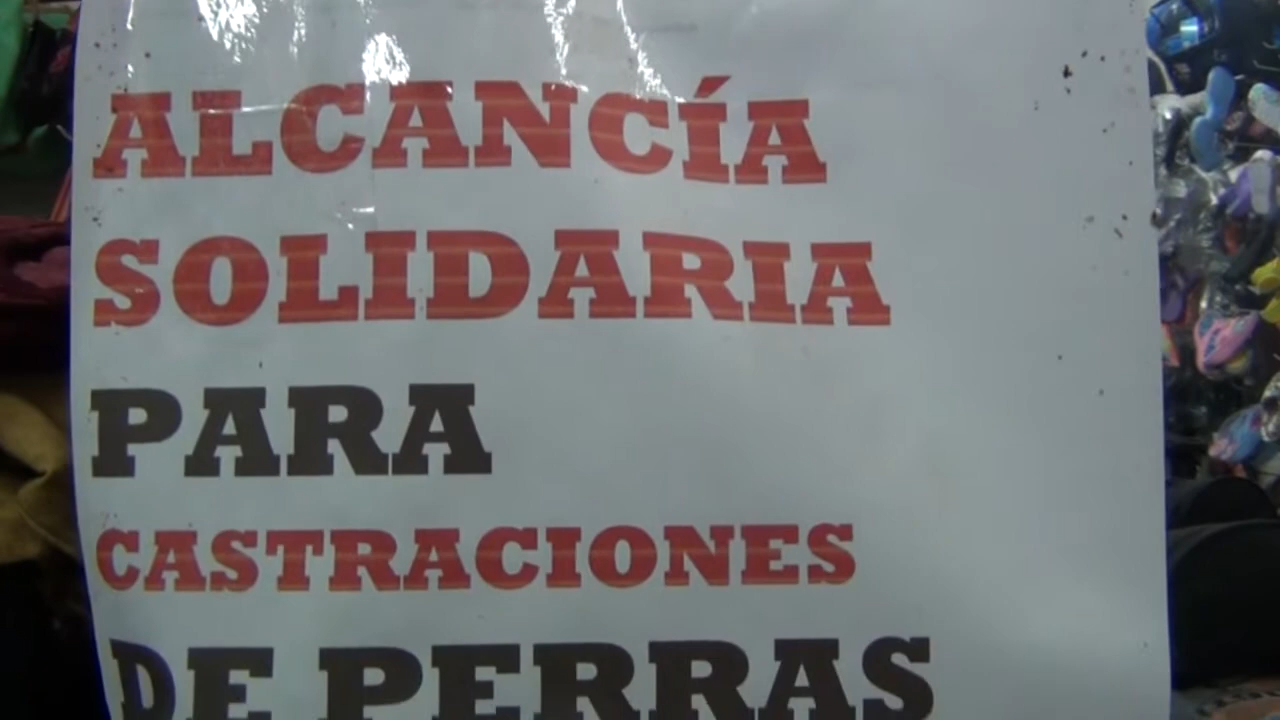 ALCANCÍA
SOLIDARIA
PARA
CASTRACIONES
DE PERRAS